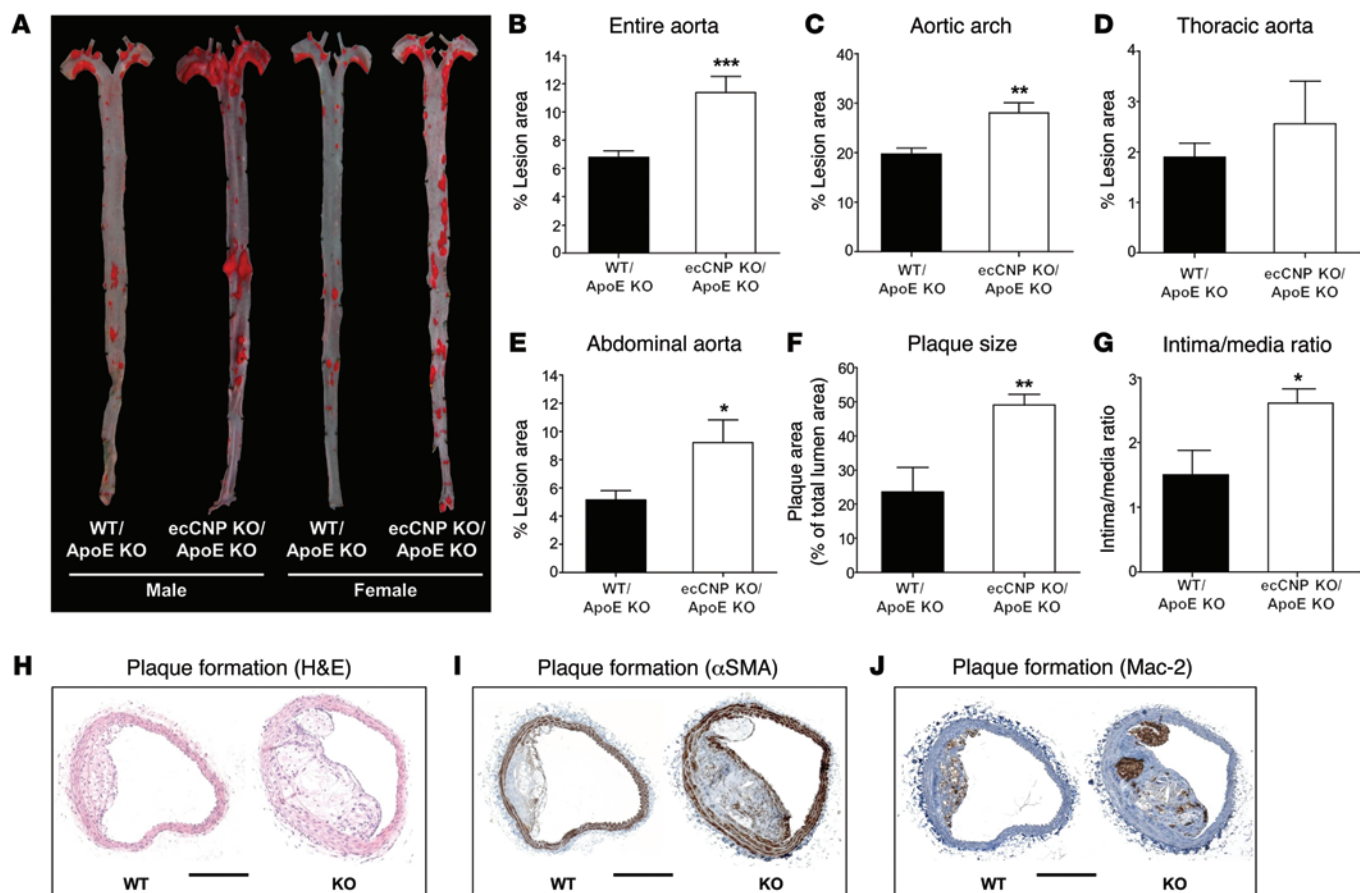 A
WT/
ApoE KO
ecCNP KO/
ApoE KO
WT/
ApoE KO
ecCNP KO/
ApoE KO
Male
Female
B
Entire aorta
% Lesion area
14
12
10
8
6
4
2
0
***
WT/
ApoE KO
ecCNP KO/
ApoE KO
C
Aortic arch
% Lesion area
40
30
20
10
0
**
WT/
ApoE KO
ecCNP KO/
ApoE KO
D
Thoracic aorta
% Lesion area
4
3
2
1
0
WT/
ApoE KO
ecCNP KO/
ApoE KO
E
Abdominal aorta
% Lesion area
14
12
10
8
6
4
2
0
*
WT/
ApoE KO
ecCNP KO/
ApoE KO
F
Plaque size
Plaque area
(% of total lumen area)
60
50
40
30
20
10
0
**
WT/
ApoE KO
ecCNP KO/
ApoE KO
G
Intima/media ratio
Intima/media ratio
3
2
1
0
*
WT/
ApoE KO
ecCNP KO/
ApoE KO
H
Plaque formation (H&E)
WT
KO
I
Plaque formation (αSMA)
WT
KO
J
Plaque formation (Mac-2)
WT
KO